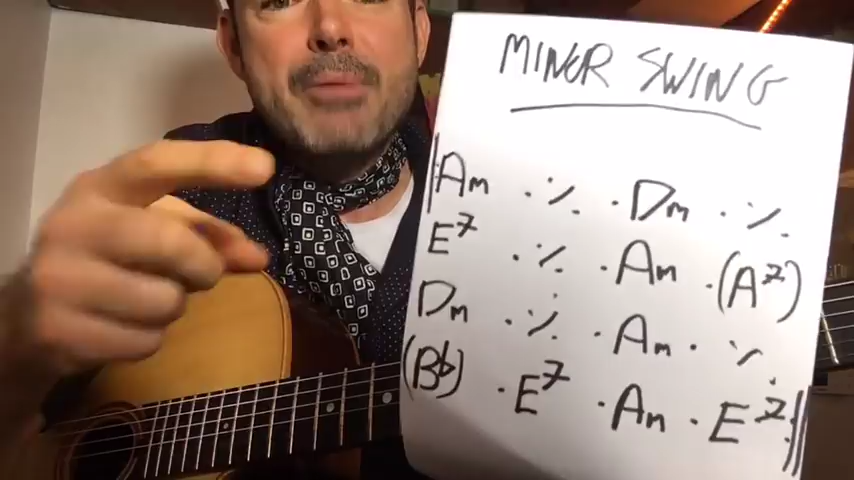 MINOR SWING
|Am · ٪ · Dm · ٪
E7 · ٪ · Am · (A7)
Dm · ٪ · Am · ٪
(B♭) · E7 · Am · E7 :||